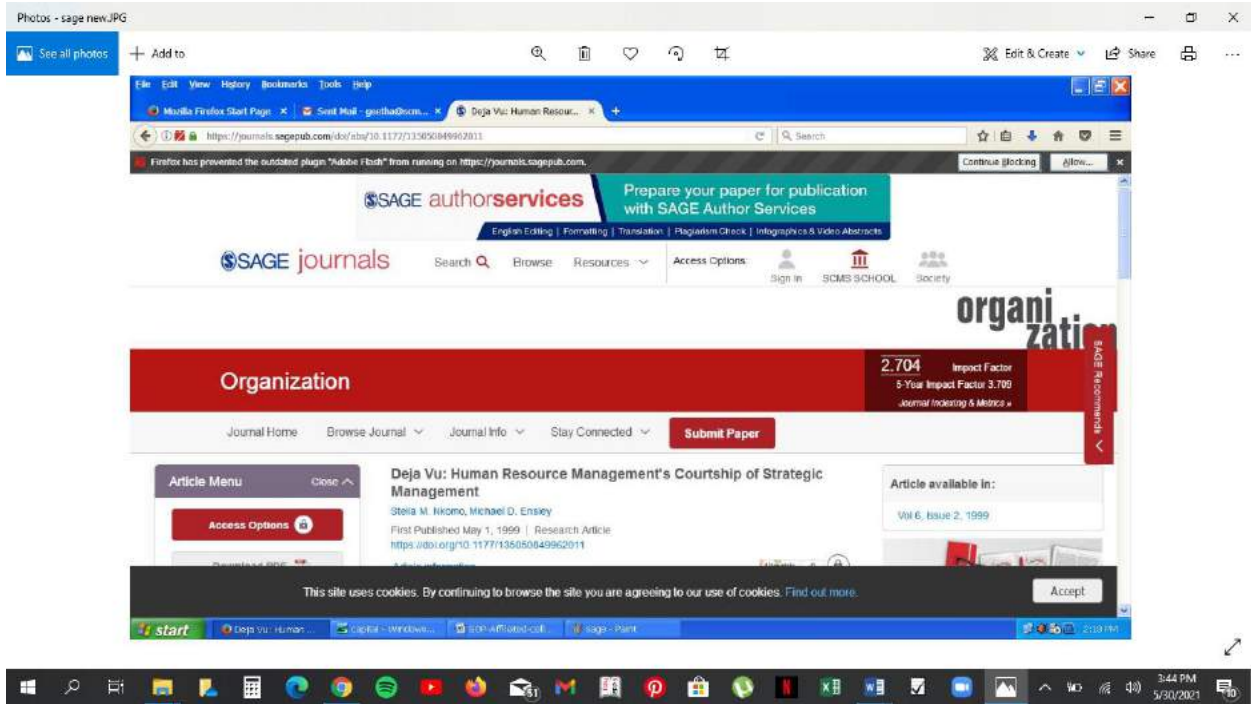 Photos - sage new.JPG
See all photos + Add to Edit & Create Share
File Edit View History Bookmarks Tools Help
Mozilla Firefox Start Page Deja Vu: Human Resour...
https://journals.sagepub.com/doi/abs/10.1177/135050849962011 Search
Firefox has prevented the outdated plugin "Adobe Flash" from running on https://journals.sagepub.com. Continue Blocking Allow...
SAGE authorservices
Prepare your paper for publication
with SAGE Author Services
English Editing | Formatting | Translation | Plagiarism Check | Infographics & Video Abstracts
SAGE journals Search Browse Resources Access Options
Sign In SCMS SCHOOL Society
organi
zation
SAGE Recommends
Organization
2.704 Impact Factor
5-Year Impact Factor 3.709
Journal Indexing & Metrics »
Journal Home Browse Journal Journal Info Stay Connected Submit Paper
Article Menu Close
Access Options
Deja Vu: Human Resource Management's Courtship of Strategic
Management
Stella M. Nkomo, Michael D. Ensley
First Published May 1, 1999 | Research Article
https://doi.org/10.1177/135050849962011
Article available in:
Vol 6, Issue 2, 1999
This site uses cookies. By continuing to browse the site you are agreeing to our use of cookies. Find out more. Accept
start Deja Vu: Human ... sage - Paint 2:18 PM
51
3:44 PM
5/30/2021
10